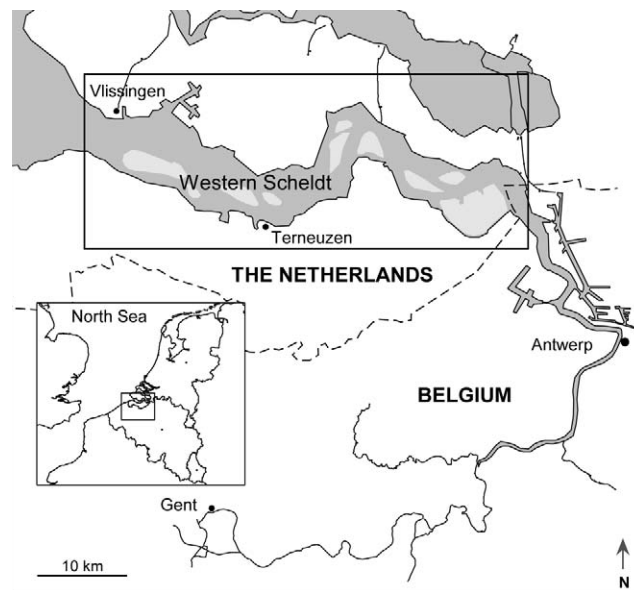 Vlissingen
Western Scheldt
Terneuzen
THE NETHERLANDS
North Sea
Antwerp
BELGIUM
Gent
10 km
N